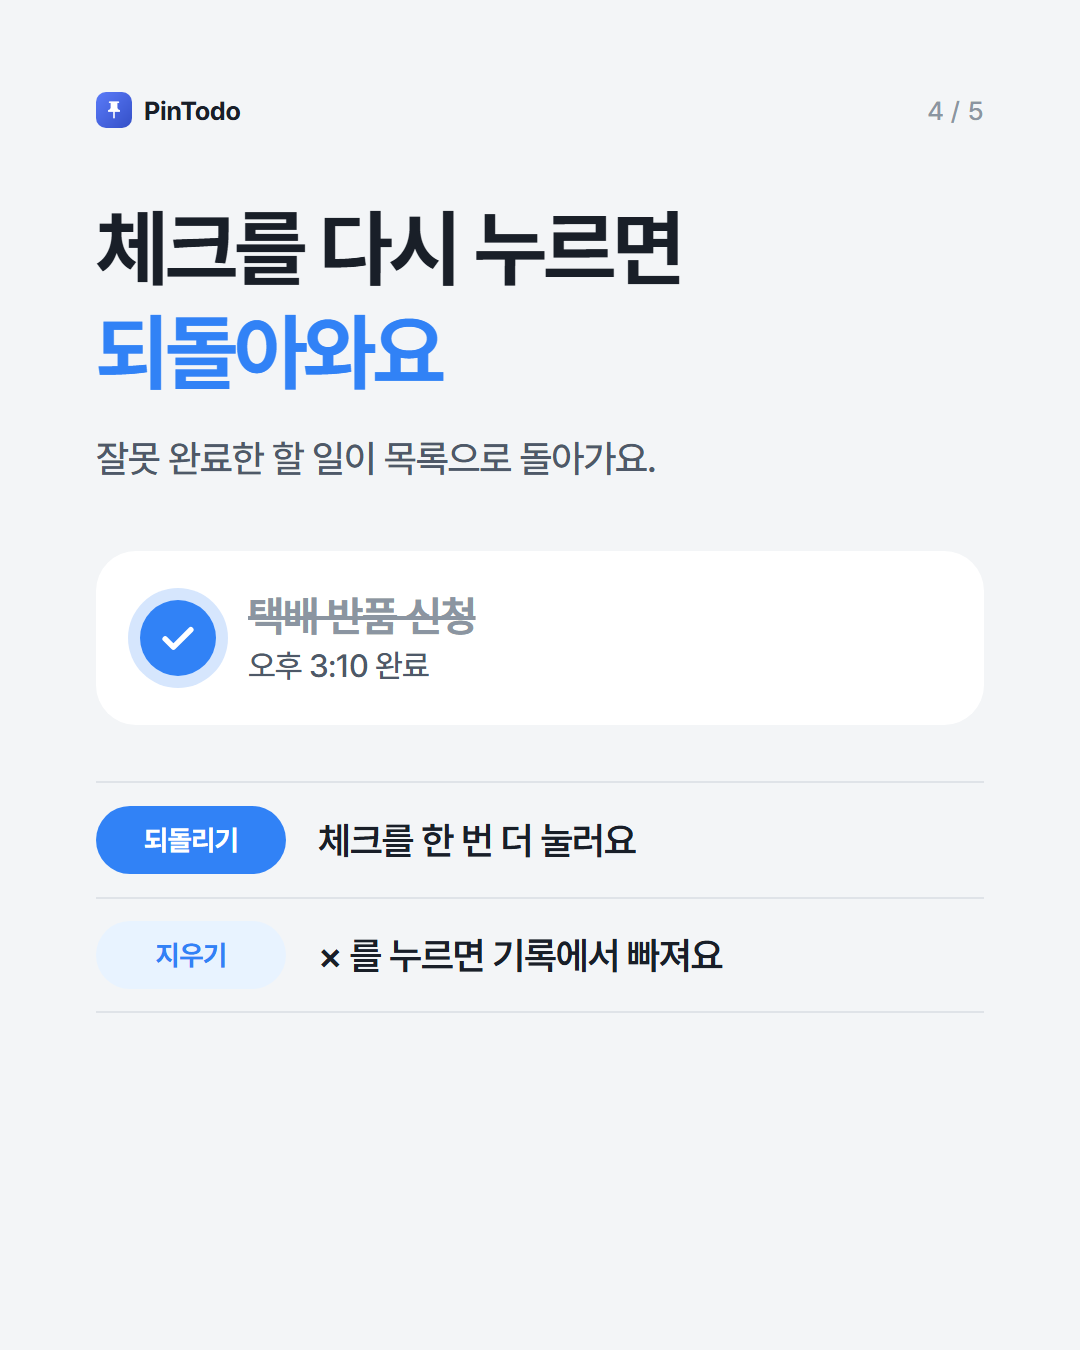 PinTodo
4 / 5
체크를 다시 누르면
되돌아와요
잘못 완료한 할 일이 목록으로 돌아가요.
택배 반품 신청
오후 3:10 완료
되돌리기
체크를 한 번 더 눌러요
지우기
× 를 누르면 기록에서 빠져요